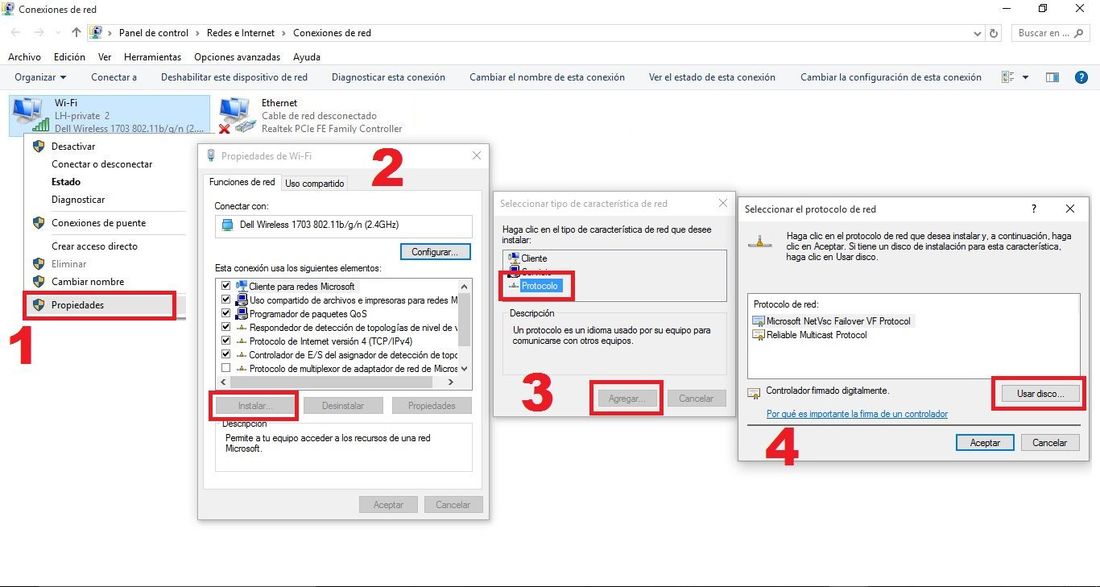 Conexiones de red
Panel de control > Redes e Internet > Conexiones de red
Buscar en ...
Archivo Edición Ver Herramientas Opciones avanzadas Ayuda
Organizar Conectar a Deshabilitar este dispositivo de red Diagnosticar esta conexión Cambiar el nombre de esta conexión Ver el estado de esta conexión Cambiar la configuración de esta conexión
Wi-Fi
LH-private 2
Dell Wireless 1703 802.11b/g/n (2....
Ethernet
Cable de red desconectado
Realtek PCIe FE Family Controller
Desactivar
Conectar o desconectar
Estado
Diagnosticar
Conexiones de puente
Crear acceso directo
Eliminar
Cambiar nombre
Propiedades
1
Propiedades de Wi-Fi
2
Funciones de red Uso compartido
Conectar con:
Dell Wireless 1703 802.11b/g/n (2.4GHz)
Configurar...
Esta conexión usa los siguientes elementos:
Cliente para redes Microsoft
Uso compartido de archivos e impresoras para redes M
Programador de paquetes QoS
Respondedor de detección de topologías de nivel de v
Protocolo de Internet versión 4 (TCP/IPv4)
Controlador de E/S del asignador de detección de topo
Protocolo de multiplexor de adaptador de red de Micros
Instalar... Desinstalar Propiedades
Descripción
Permite a tu equipo acceder a los recursos de una red
Microsoft.
Aceptar Cancelar
Seleccionar tipo de característica de red
Haga clic en el tipo de característica de red que desee
instalar:
Cliente
Servicio
Protocolo
Descripción
Un protocolo es un idioma usado por su equipo para
comunicarse con otros equipos.
3
Agregar... Cancelar
Seleccionar el protocolo de red
?
Haga clic en el protocolo de red que desea instalar y, a continuación, haga
clic en Aceptar. Si tiene un disco de instalación para esta característica,
haga clic en Usar disco.
Protocolo de red:
Microsoft NetVsc Failover VF Protocol
Reliable Multicast Protocol
Controlador firmado digitalmente.
Usar disco...
Por qué es importante la firma de un controlador
4
Aceptar Cancelar